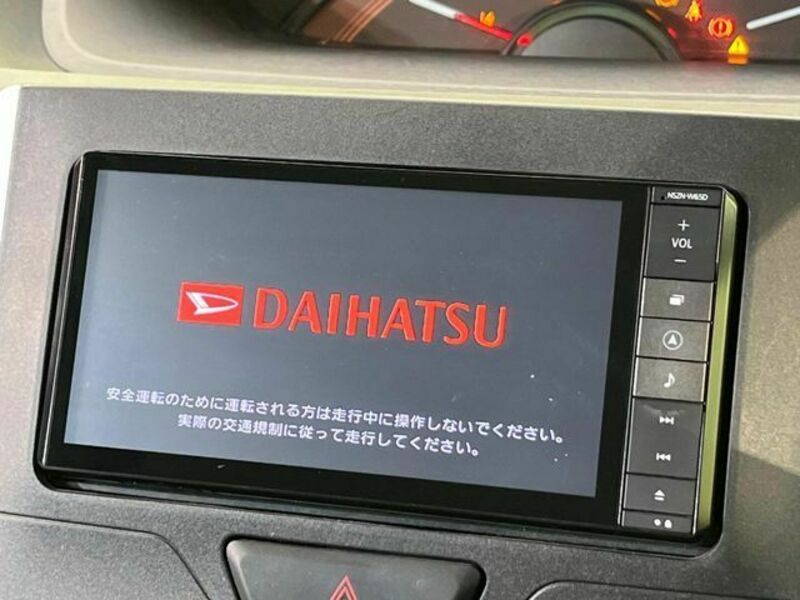 NSZN-W65D
+
VOL
−
DAIHATSU
安全運転のために運転される方は走行中に操作しないでください。
実際の交通規制に従って走行してください。